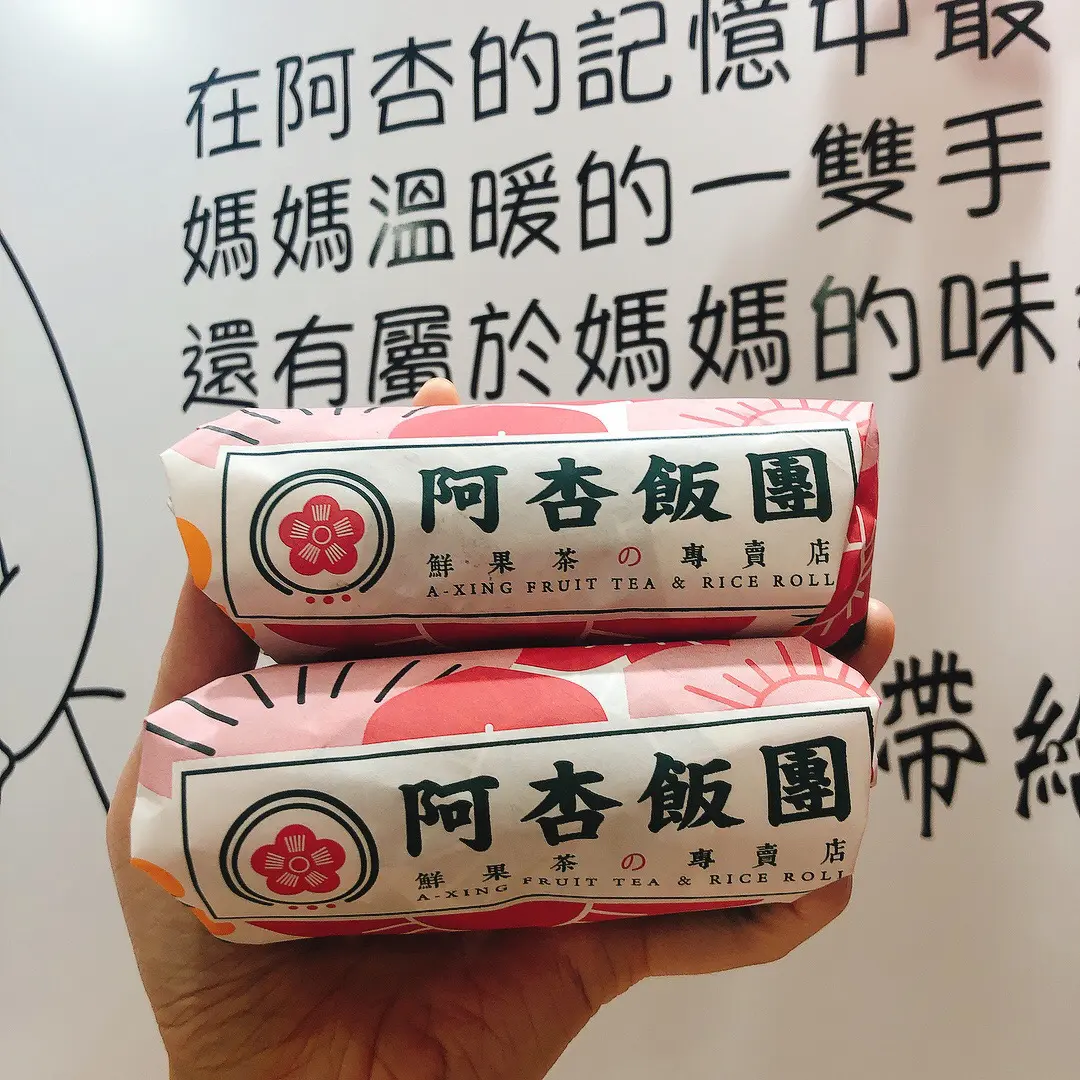 在阿杏的記憶中最
媽媽溫暖的一雙手
還有屬於媽媽的味
帶給
阿杏飯團
鮮果茶の專賣店
A-XING FRUIT TEA & RICE ROLL
阿杏飯團
鮮果茶の專賣店
A-XING FRUIT TEA & RICE ROLL